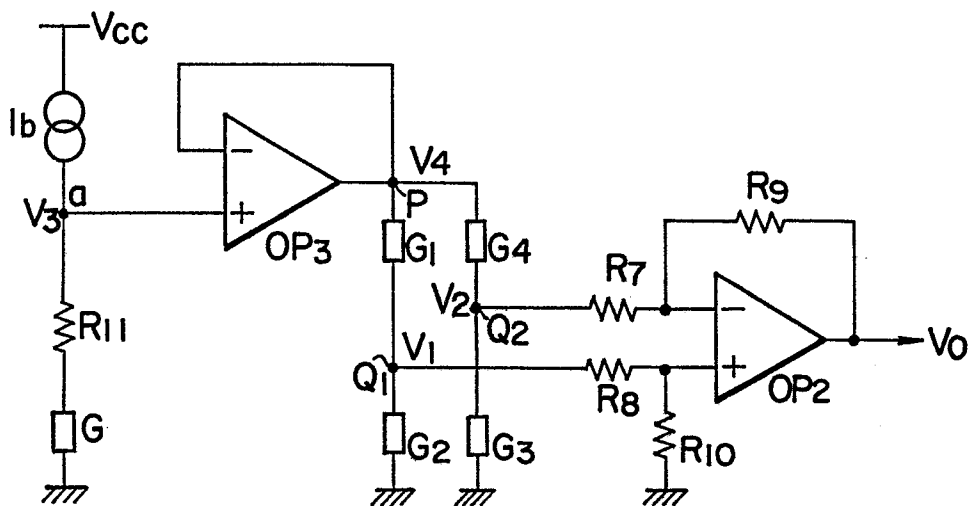 Vcc
Ib
a
V3
OP3
V4
P
G1
G4
R11
G
V2
Q2
V1
Q1
G2
G3
R7
R8
R9
R10
OP2
Vo
−
+
−
+